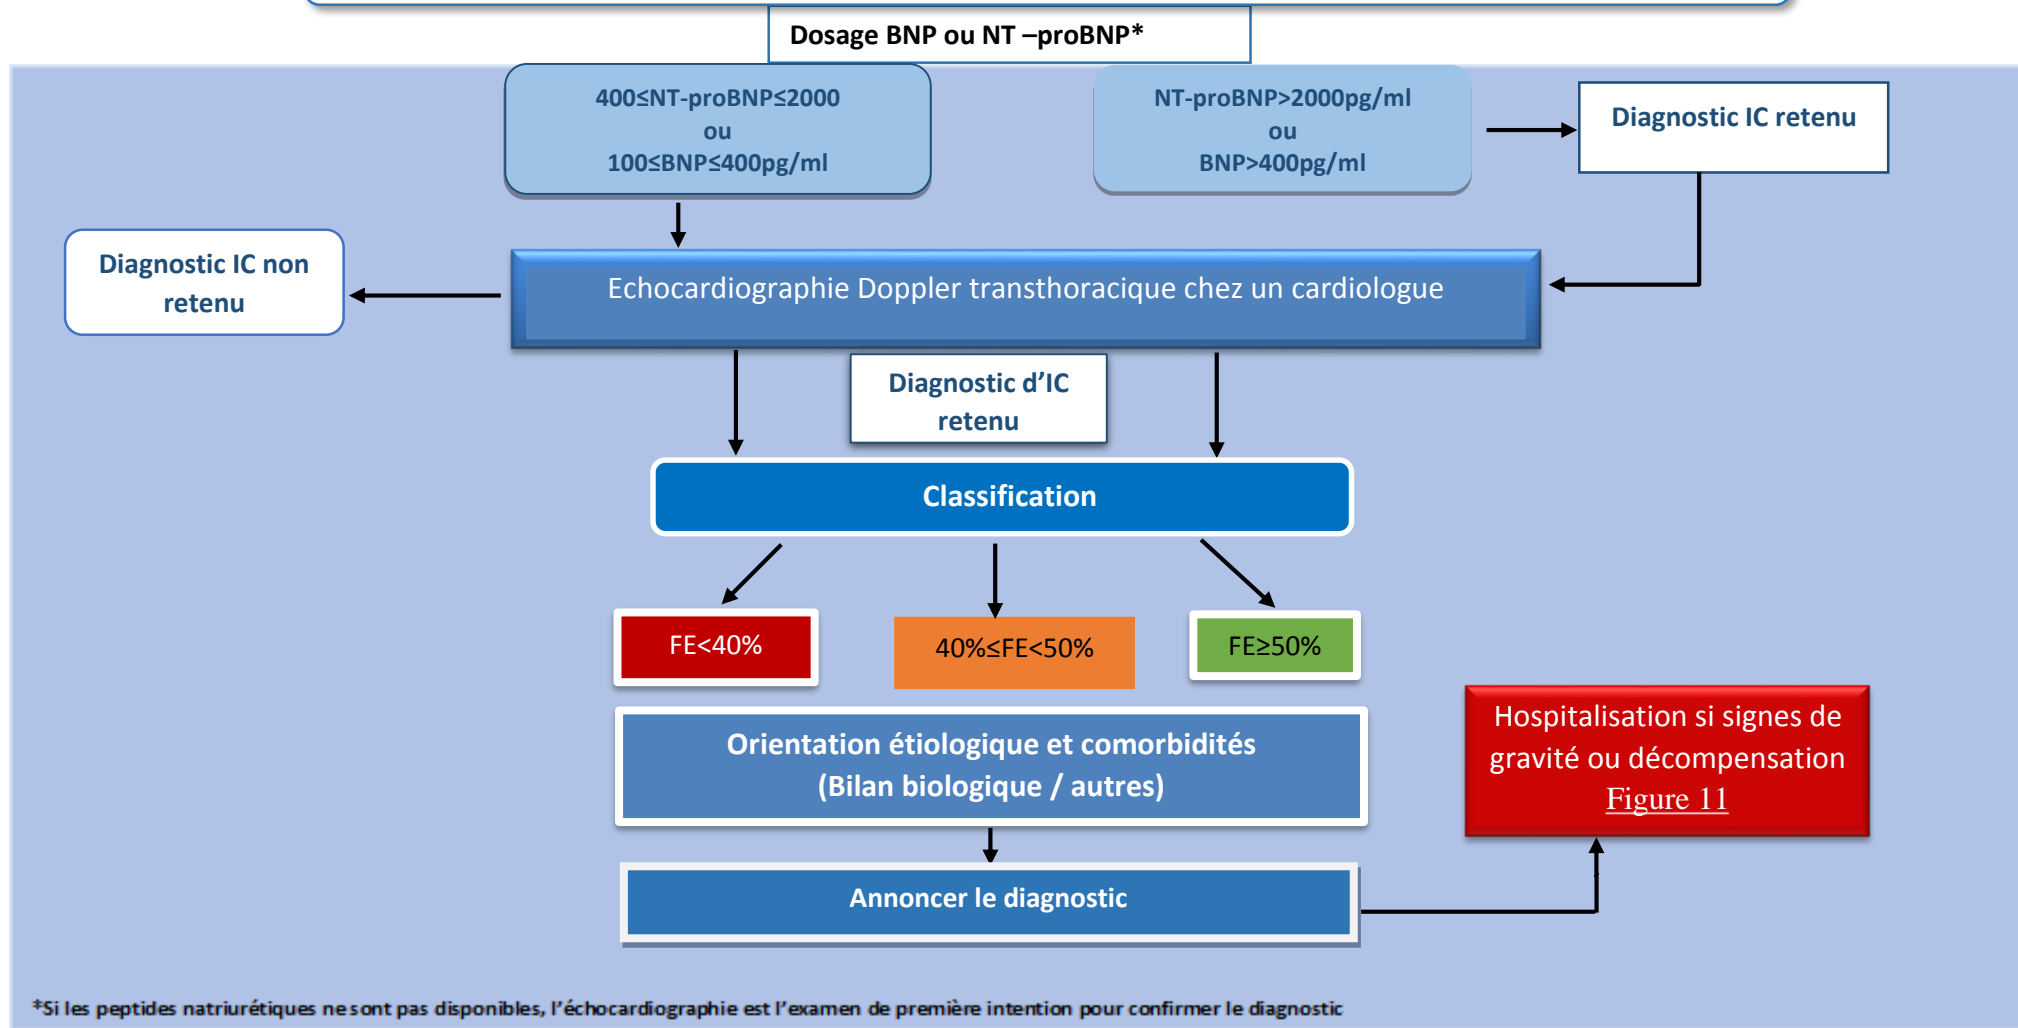 Dosage BNP ou NT –proBNP*
400≤NT-proBNP≤2000
ou
100≤BNP≤400pg/ml
NT-proBNP>2000pg/ml
ou
BNP>400pg/ml
Diagnostic IC retenu
Diagnostic IC non
retenu
Echocardiographie Doppler transthoracique chez un cardiologue
Diagnostic d’IC
retenu
Classification
FE<40%
40%≤FE<50%
FE≥50%
Orientation étiologique et comorbidités
(Bilan biologique / autres)
Hospitalisation si signes de
gravité ou décompensation
Figure 11
Annoncer le diagnostic
*Si les peptides natriurétiques ne sont pas disponibles, l’échocardiographie est l’examen de première intention pour confirmer le diagnostic